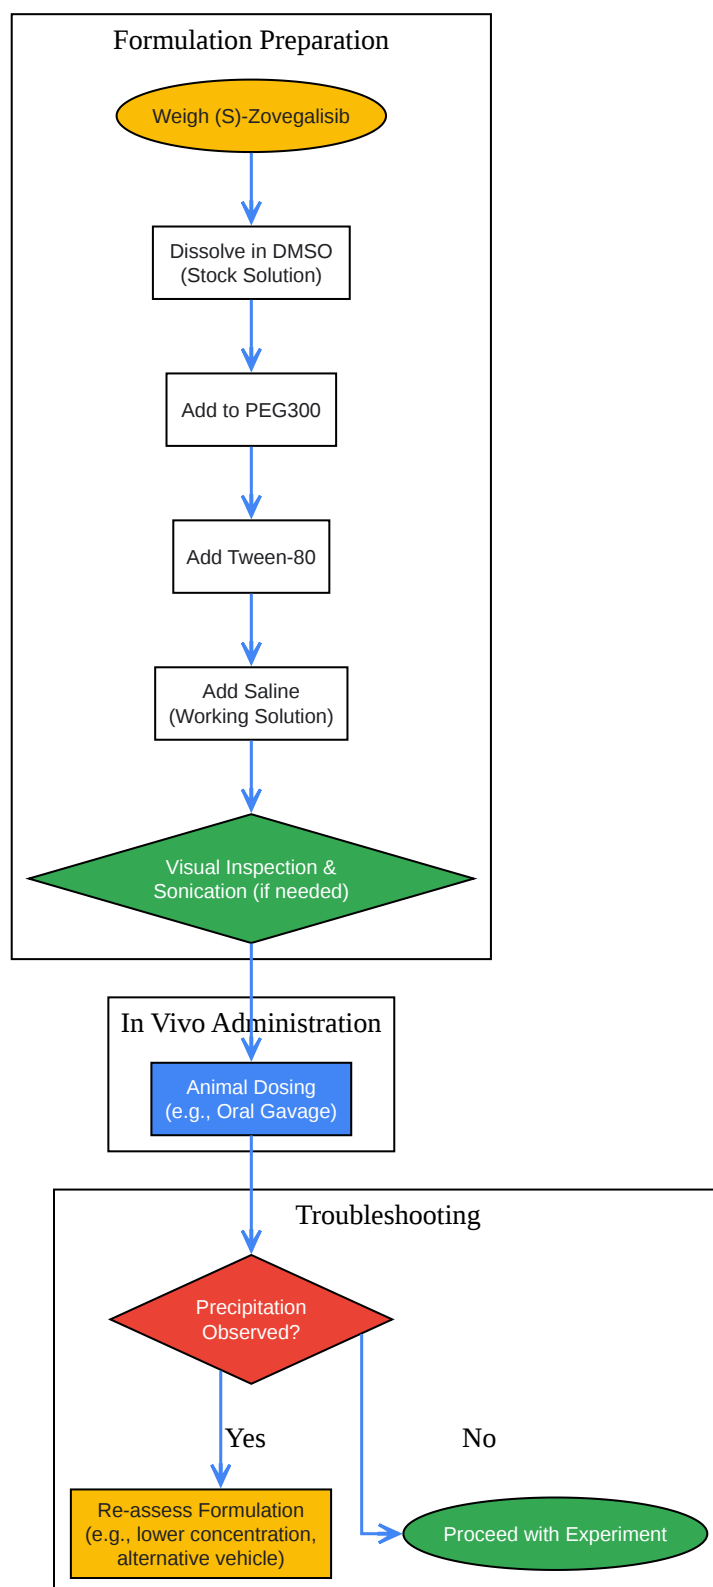 Formulation Preparation
Weigh (S)-Zovegalisib
Dissolve in DMSO
(Stock Solution)
Add to PEG300
Add Tween-80
Add Saline
(Working Solution)
Visual Inspection &
Sonication (if needed)
In Vivo Administration
Animal Dosing
(e.g., Oral Gavage)
Troubleshooting
Precipitation
Observed?
Yes
No
Re-assess Formulation
(e.g., lower concentration,
alternative vehicle)
Proceed with Experiment